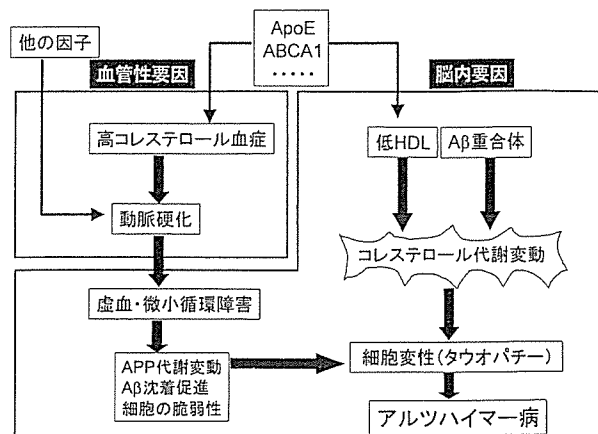 他の因子
ApoE
ABCA1
・・・・・
血管性要因
脳内要因
高コレステロール血症
動脈硬化
低HDL
Aβ重合体
コレステロール代謝変動
虚血・微小循環障害
APP代謝変動
Aβ沈着促進
細胞の脆弱性
細胞変性(タウオパチー)
アルツハイマー病